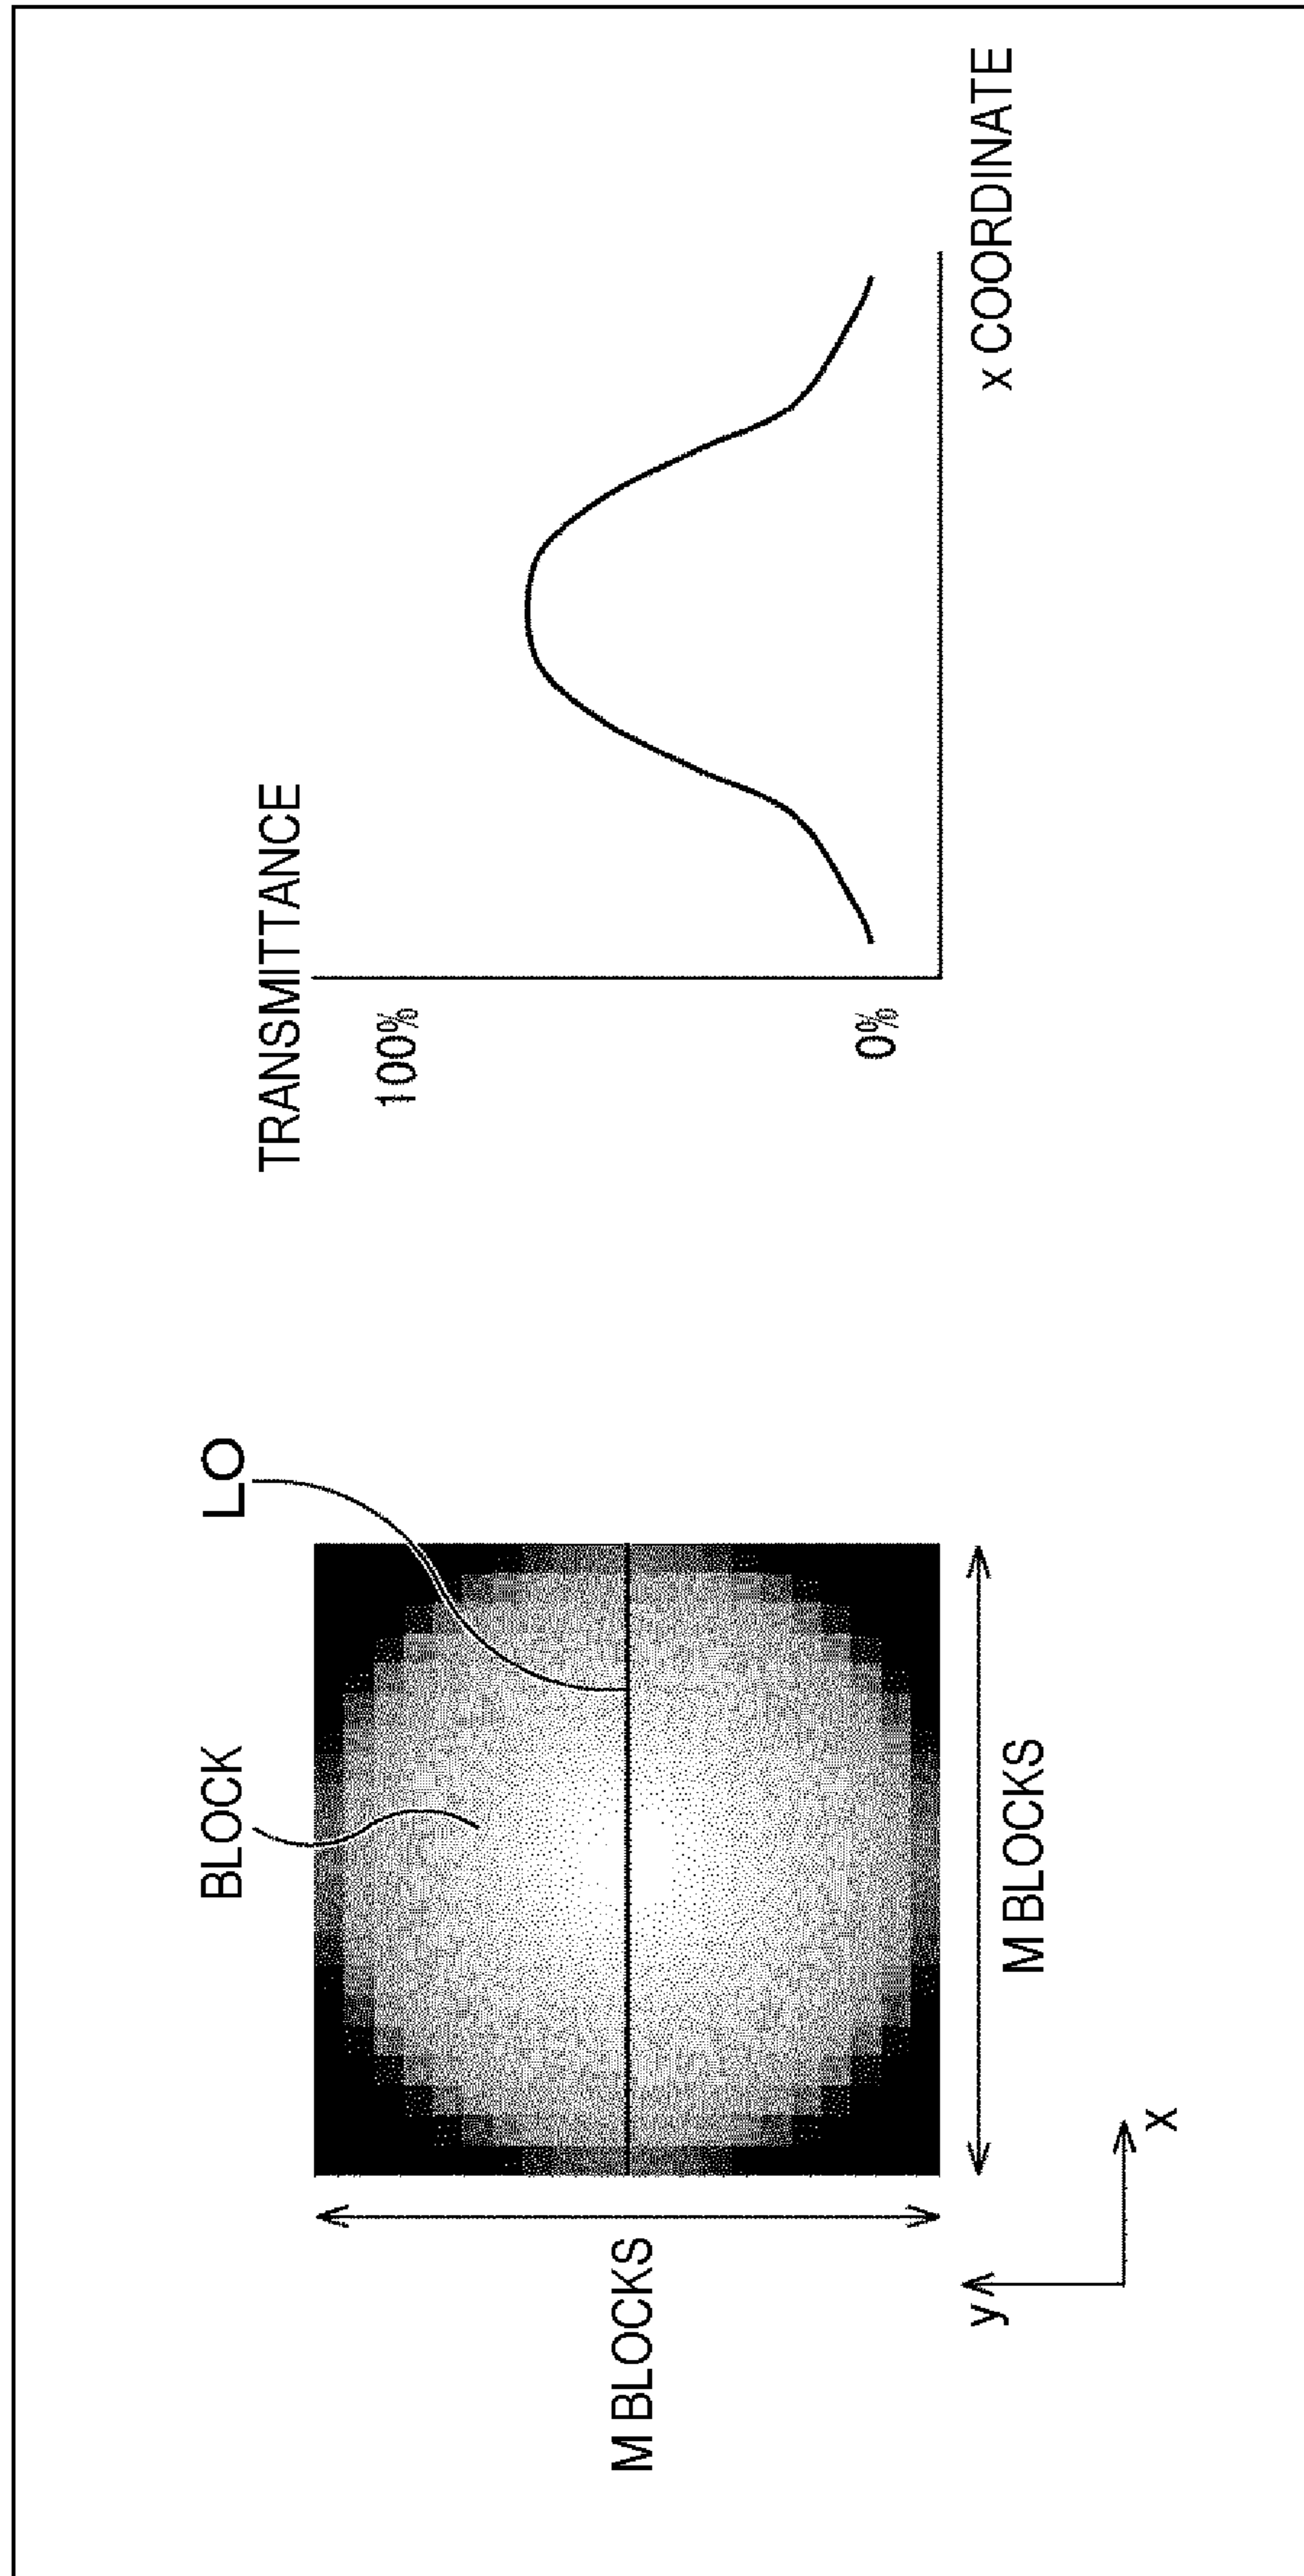 BLOCK
LO
M BLOCKS
M BLOCKS
y
x
TRANSMITTANCE
100%
0%
x COORDINATE